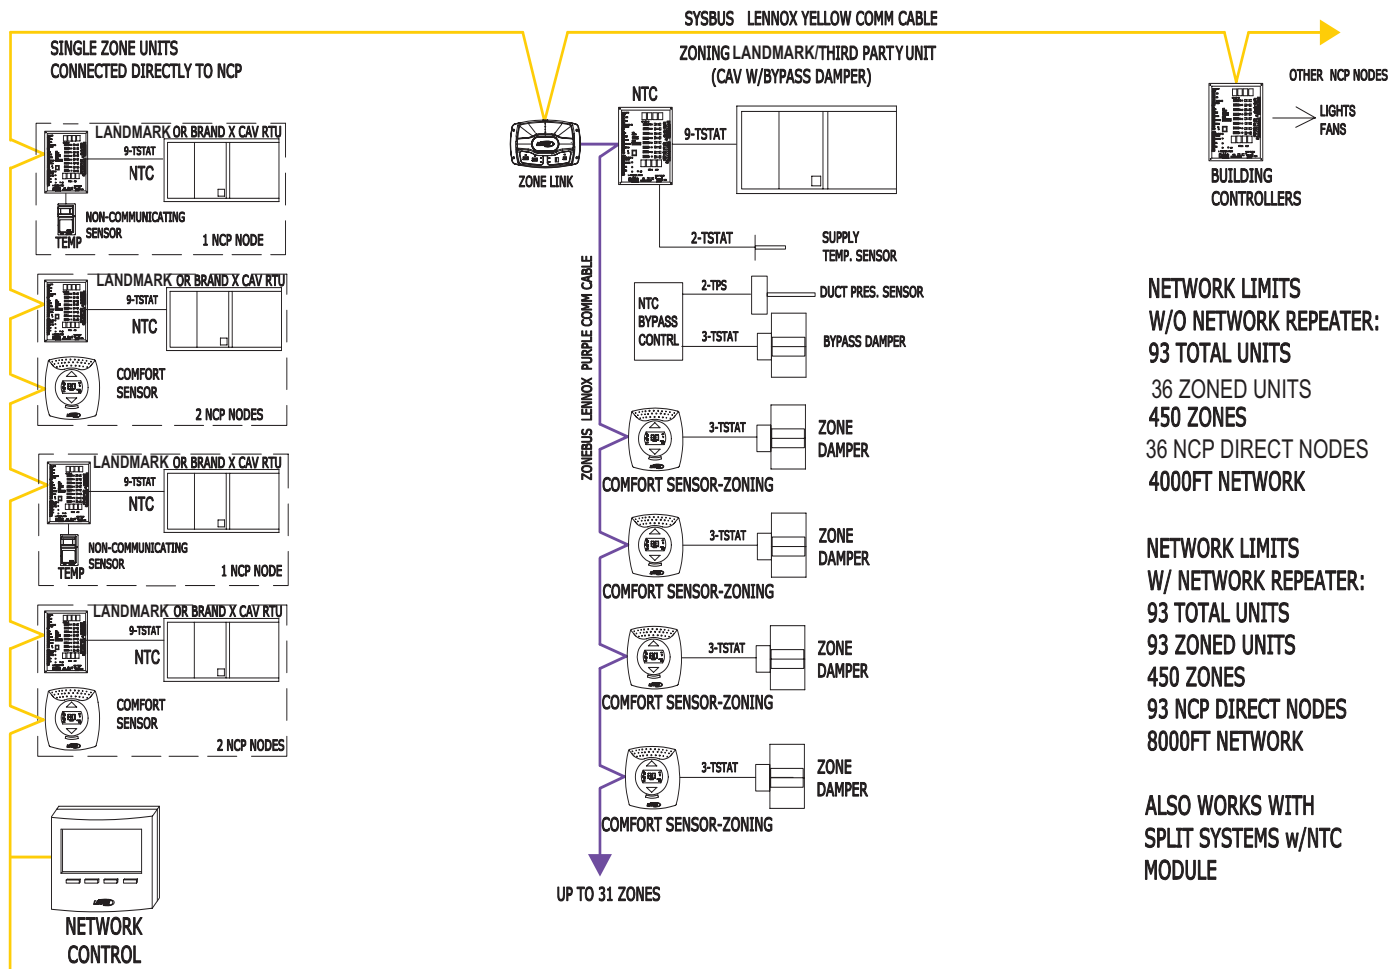 SYSBUS LENNOX YELLOW COMM CABLE
SINGLE ZONE UNITS
CONNECTED DIRECTLY TO NCP
LANDMARK OR BRAND X CAV RTU
9-TSTAT
NTC
NON-COMMUNICATING
SENSOR
TEMP
1 NCP NODE
LANDMARK OR BRAND X CAV RTU
9-TSTAT
NTC
COMFORT
SENSOR
2 NCP NODES
LANDMARK OR BRAND X CAV RTU
9-TSTAT
NTC
NON-COMMUNICATING
SENSOR
TEMP
1 NCP NODE
LANDMARK OR BRAND X CAV RTU
9-TSTAT
NTC
COMFORT
SENSOR
2 NCP NODES
NETWORK
CONTROL
ZONING LANDMARK/THIRD PARTY UNIT
(CAV W/BYPASS DAMPER)
NTC
9-TSTAT
ZONE LINK
2-TSTAT
SUPPLY
TEMP. SENSOR
ZONEBUS LENNOX PURPLE COMM CABLE
NTC
BYPASS
CONTRL
2-TPS
DUCT PRES. SENSOR
3-TSTAT
BYPASS DAMPER
3-TSTAT
ZONE
DAMPER
COMFORT SENSOR-ZONING
3-TSTAT
ZONE
DAMPER
COMFORT SENSOR-ZONING
3-TSTAT
ZONE
DAMPER
COMFORT SENSOR-ZONING
3-TSTAT
ZONE
DAMPER
COMFORT SENSOR-ZONING
UP TO 31 ZONES
OTHER NCP NODES
LIGHTS
FANS
BUILDING
CONTROLLERS
NETWORK LIMITS
W/O NETWORK REPEATER:
93 TOTAL UNITS
36 ZONED UNITS
450 ZONES
36 NCP DIRECT NODES
4000FT NETWORK
NETWORK LIMITS
W/ NETWORK REPEATER:
93 TOTAL UNITS
93 ZONED UNITS
450 ZONES
93 NCP DIRECT NODES
8000FT NETWORK
ALSO WORKS WITH
SPLIT SYSTEMS w/NTC
MODULE